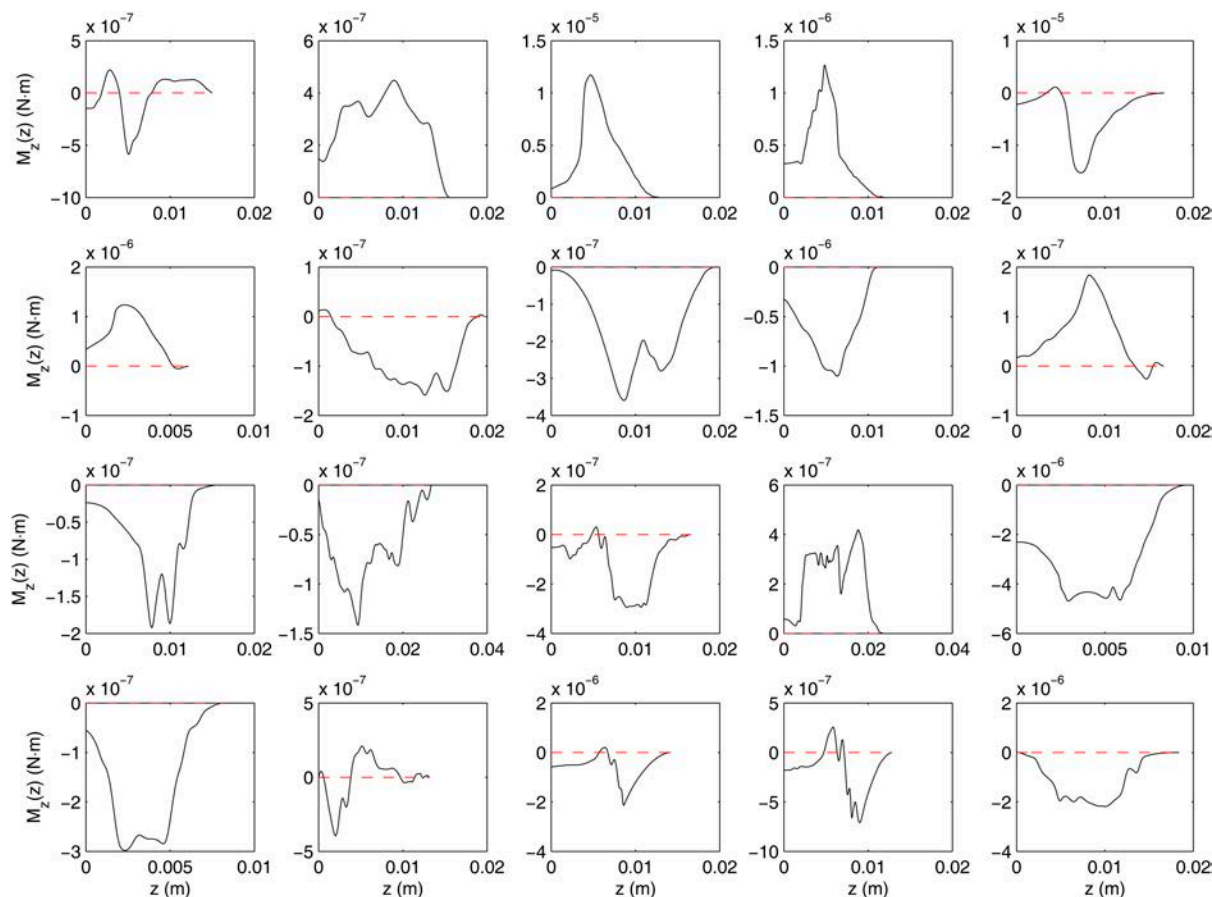 x 10⁻⁷ x 10⁻⁷ x 10⁻⁵ x 10⁻⁶ x 10⁻⁵
5 6 1.5 1.5 1
0 4 1 1 0
−5 2 0.5 0.5 −1
−10 0 0 0 −2
M_z(z) (N·m)
0 0.01 0.02 0 0.01 0.02 0 0.01 0.02 0 0.01 0.02 0 0.01 0.02
x 10⁻⁶ x 10⁻⁷ x 10⁻⁷ x 10⁻⁶ x 10⁻⁷
2 1 0 0 2
1 0 −1 −0.5 1
0 −1 −2 −1 0
−1 −2 −3 −1.5 −1
−4
M_z(z) (N·m)
0 0.005 0.01 0 0.01 0.02 0 0.01 0.02 0 0.01 0.02 0 0.01 0.02
x 10⁻⁷ x 10⁻⁷ x 10⁻⁷ x 10⁻⁷ x 10⁻⁶
0 0 2 6 0
−0.5 −0.5 0 4 −2
−1 −1 −2 2 −4
−1.5 −1.5 −4 0 −6
−2
M_z(z) (N·m)
0 0.01 0.02 0 0.02 0.04 0 0.01 0.02 0 0.02 0.04 0 0.005 0.01
x 10⁻⁷ x 10⁻⁷ x 10⁻⁶ x 10⁻⁷ x 10⁻⁶
0 5 2 5 2
−1 0 0 0 0
−2 −5 −2 −5 −2
−3 −4 −10 −4
M_z(z) (N·m)
0 0.005 0.01 0 0.01 0.02 0 0.01 0.02 0 0.01 0.02 0 0.01 0.02
z (m) z (m) z (m) z (m) z (m)